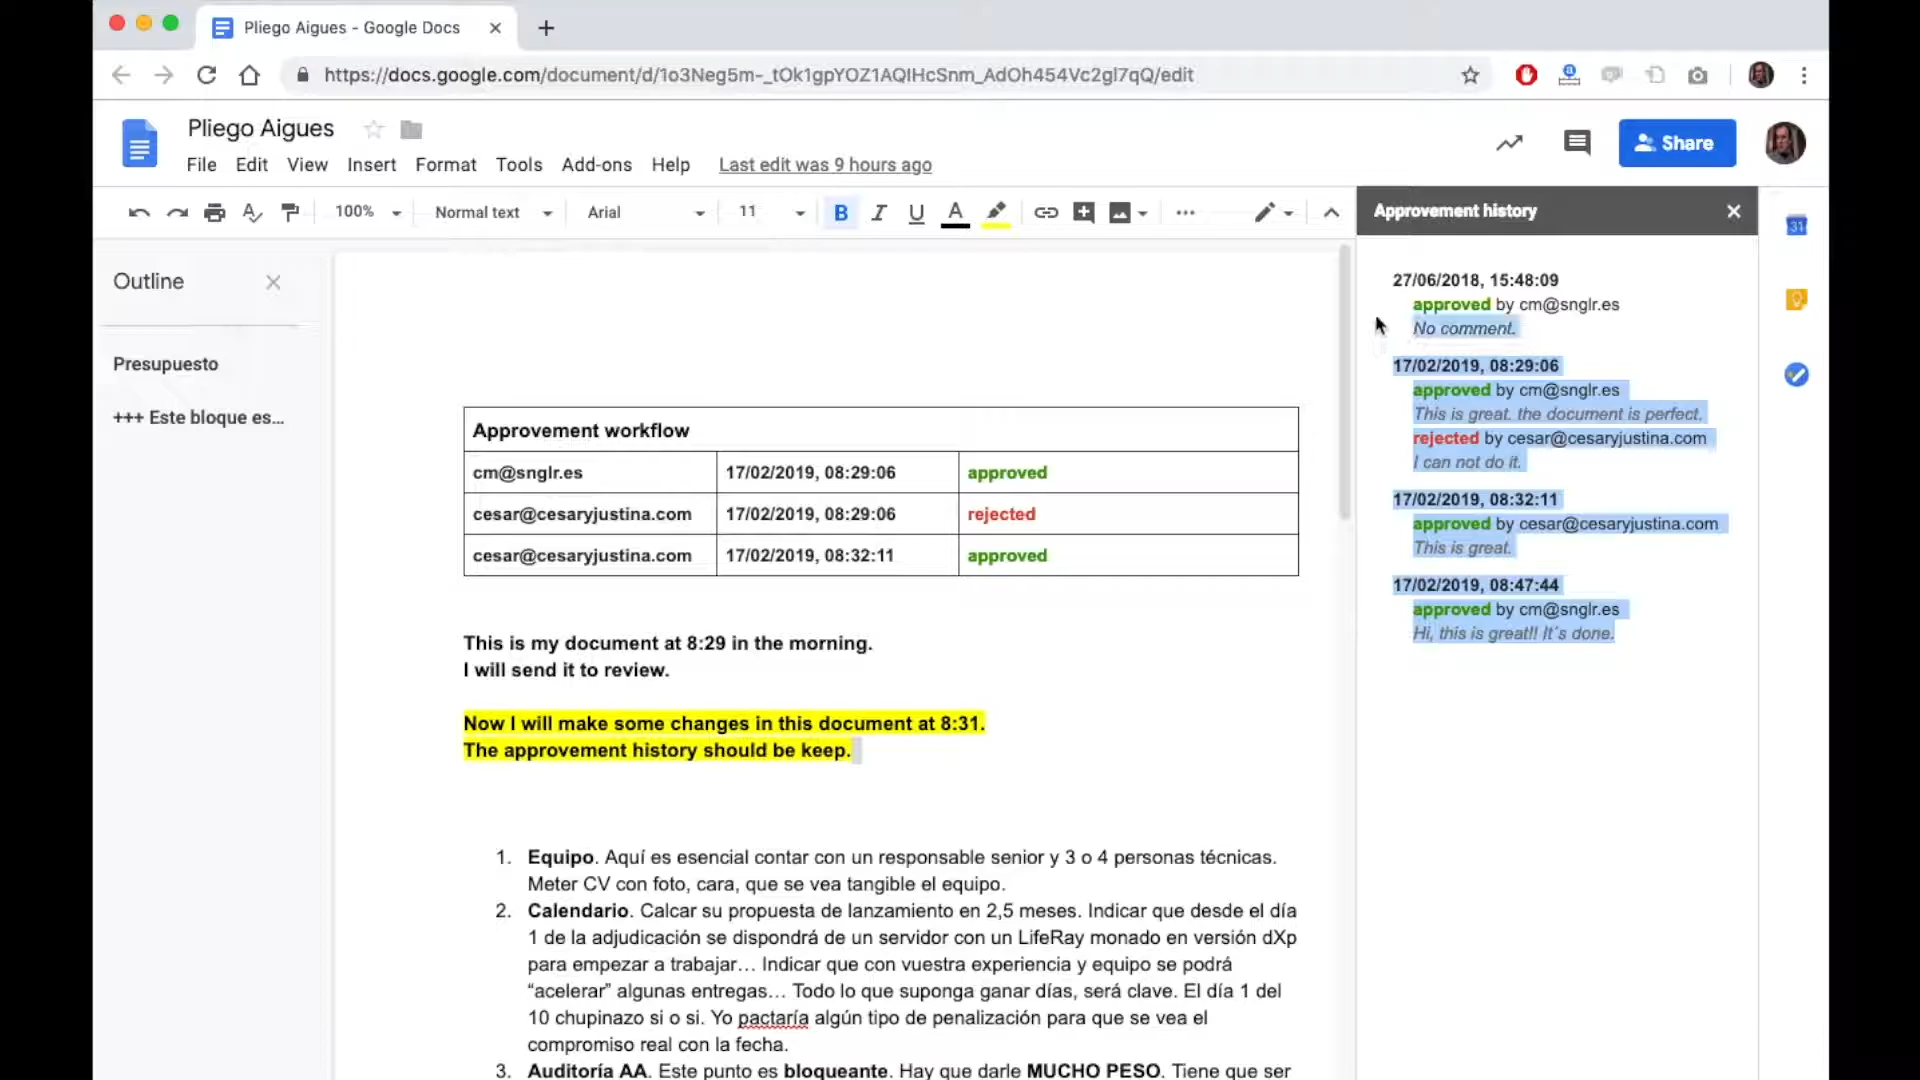 Pliego Aigues - Google Docs
https://docs.google.com/document/d/1o3Neg5m-_tOk1gpYOZ1AQIHcSnm_AdOh454Vc2gl7qQ/edit
Pliego Aigues
File Edit View Insert Format Tools Add-ons Help Last edit was 9 hours ago
Share
100% Normal text Arial 11 B I U A
Approvement history
31
Outline
Presupuesto
+++ Este bloque es...
Approvement workflow
cm@snglr.es 17/02/2019, 08:29:06 approved
cesar@cesaryjustina.com 17/02/2019, 08:29:06 rejected
cesar@cesaryjustina.com 17/02/2019, 08:32:11 approved
This is my document at 8:29 in the morning.
I will send it to review.
Now I will make some changes in this document at 8:31.
The approvement history should be keep.
1. Equipo. Aquí es esencial contar con un responsable senior y 3 o 4 personas técnicas.
Meter CV con foto, cara, que se vea tangible el equipo.
2. Calendario. Calcar su propuesta de lanzamiento en 2,5 meses. Indicar que desde el día
1 de la adjudicación se dispondrá de un servidor con un LifeRay monado en versión dXp
para empezar a trabajar… Indicar que con vuestra experiencia y equipo se podrá
“acelerar” algunas entregas… Todo lo que suponga ganar días, será clave. El día 1 del
10 chupinazo si o si. Yo pactaría algún tipo de penalización para que se vea el
compromiso real con la fecha.
3. Auditoría AA. Este punto es bloqueante. Hay que darle MUCHO PESO. Tiene que ser
27/06/2018, 15:48:09
approved by cm@snglr.es
No comment.
17/02/2019, 08:29:06
approved by cm@snglr.es
This is great. the document is perfect.
rejected by cesar@cesaryjustina.com
I can not do it.
17/02/2019, 08:32:11
approved by cesar@cesaryjustina.com
This is great.
17/02/2019, 08:47:44
approved by cm@snglr.es
Hi, this is great!! It´s done.